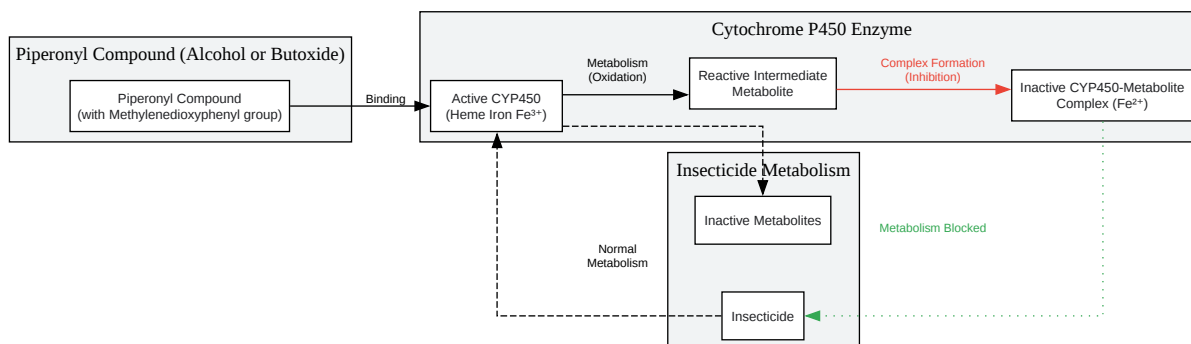 Piperonyl Compound (Alcohol or Butoxide)
Piperonyl Compound
(with Methylenedioxyphenyl group)
Binding
Cytochrome P450 Enzyme
Active CYP450
(Heme Iron Fe³⁺)
Metabolism
(Oxidation)
Reactive Intermediate
Metabolite
Complex Formation
(Inhibition)
Inactive CYP450-Metabolite
Complex (Fe²⁺)
Insecticide Metabolism
Inactive Metabolites
Normal
Metabolism
Metabolism Blocked
Insecticide